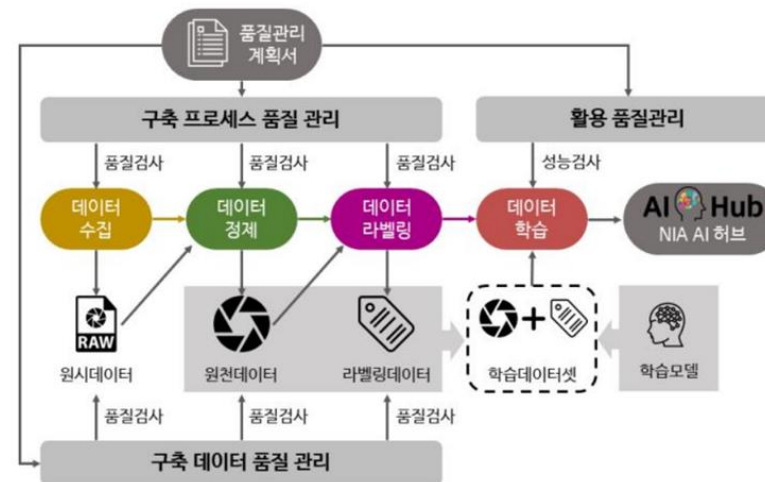 품질관리
계획서
구축 프로세스 품질 관리
활용 품질관리
품질검사
품질검사
품질검사
성능검사
데이터
수집
데이터
정제
데이터
라벨링
데이터
학습
AI Hub
NIA AI 허브
RAW
원시데이터
원천데이터
라벨링데이터
학습데이터셋
학습모델
품질검사
품질검사
품질검사
구축 데이터 품질 관리